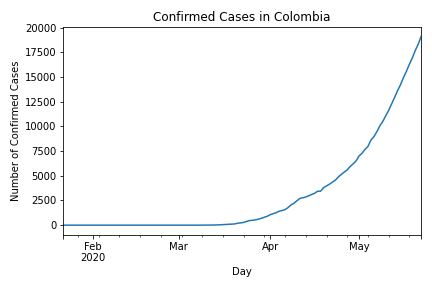 Confirmed Cases in Colombia
20000
17500
15000
12500
10000
7500
5000
2500
0
Number of Confirmed Cases
Feb
2020
Mar
Apr
May
Day